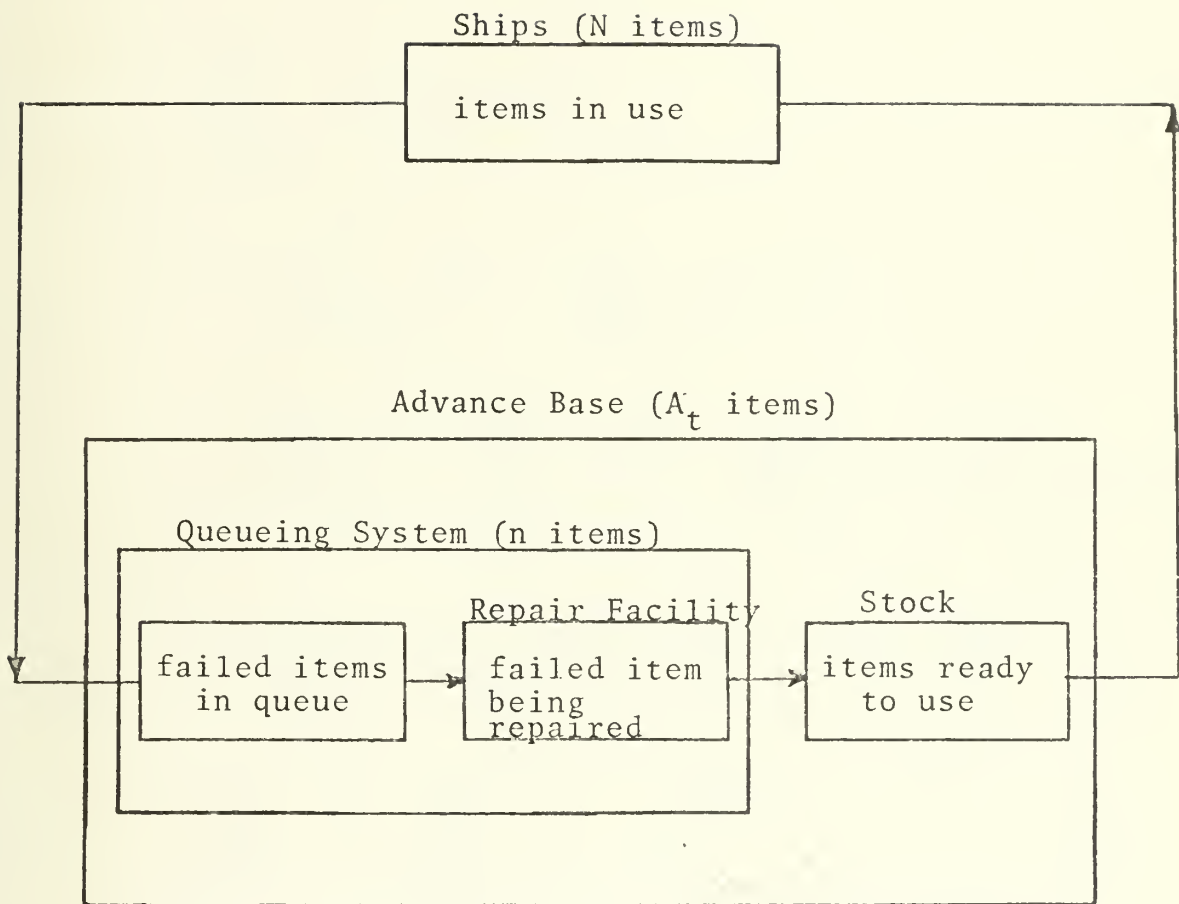 Ships (N items)
items in use
Advance Base (A_t items)
Queueing System (n items)
Repair Facility
Stock
failed items
in queue
failed item
being
repaired
items ready
to use